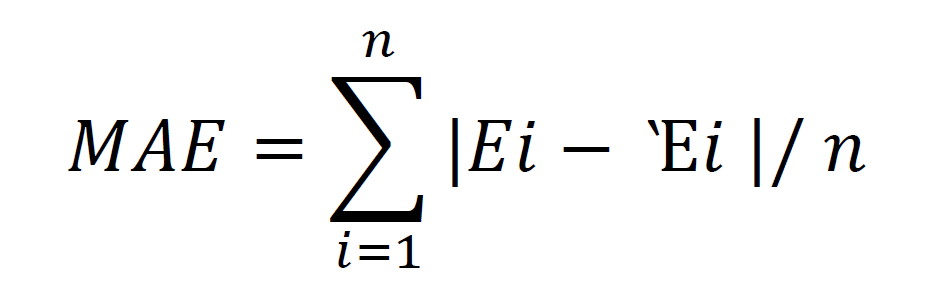 n
MAE = ∑ |Ei − `Ei |/ n
i=1